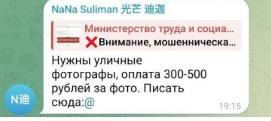 NaNa Suliman 光芒 迪迦
Министерство труда и социа...
❌Внимание, мошенническа...
Нужны уличные
фотографы, оплата 300-500
рублей за фото. Писать
сюда:@
19:15
N迪